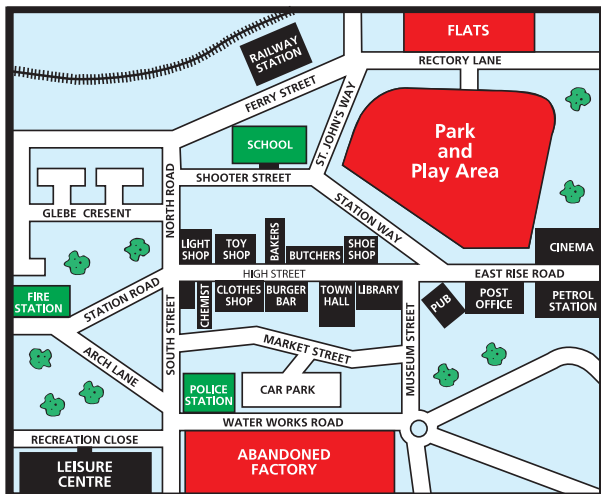 FLATS
RAILWAY
STATION
RECTORY LANE
FERRY STREET
ST. JOHN'S WAY
SCHOOL
Park
and
Play Area
SHOOTER STREET
NORTH ROAD
GLEBE CRESENT
STATION WAY
LIGHT
SHOP
TOY
SHOP
BAKERS
BUTCHERS
SHOE
SHOP
CINEMA
HIGH STREET
EAST RISE ROAD
STATION ROAD
FIRE
STATION
CHEMIST
CLOTHES
SHOP
BURGER
BAR
TOWN
HALL
LIBRARY
PUB
POST
OFFICE
PETROL
STATION
SOUTH STREET
MARKET STREET
MUSEUM STREET
ARCH LANE
POLICE
STATION
CAR PARK
WATER WORKS ROAD
RECREATION CLOSE
LEISURE
CENTRE
ABANDONED
FACTORY